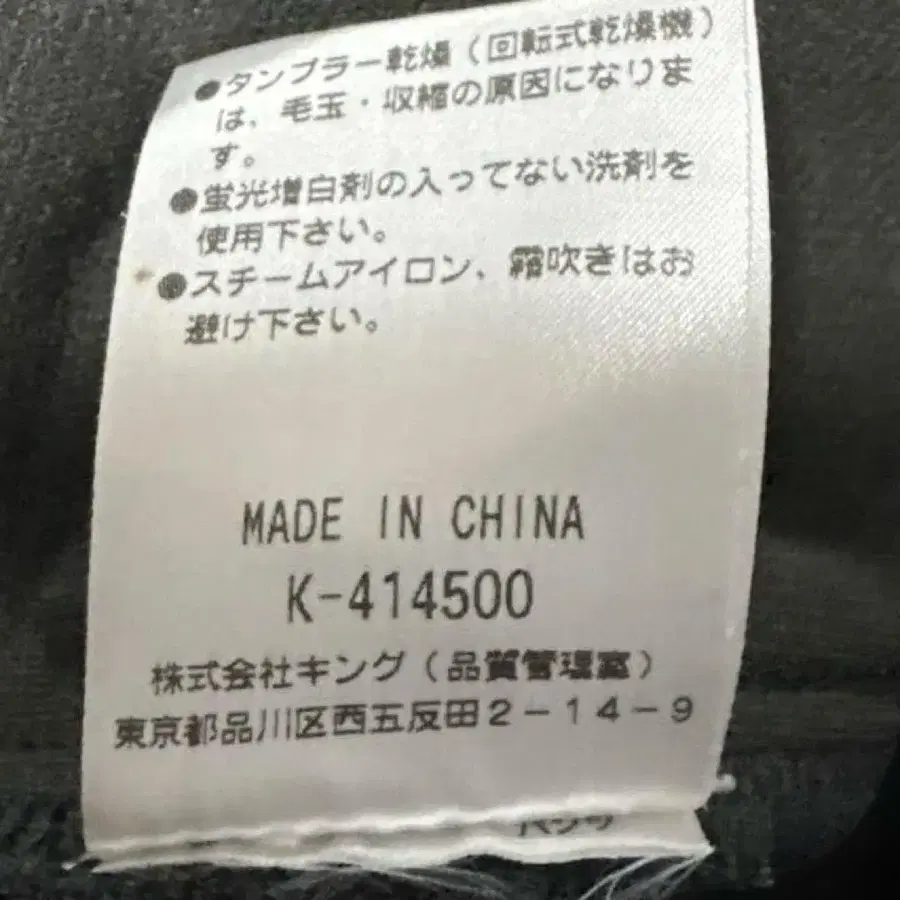 ●タンブラー乾燥（回転式乾燥機）
は、毛玉・収縮の原因になりま
す。
●蛍光増白剤の入ってない洗剤を
使用下さい。
●スチームアイロン、霧吹きはお
避け下さい。
MADE IN CHINA
K-414500
株式会社キング（品質管理室）
東京都品川区西五反田2-14-9